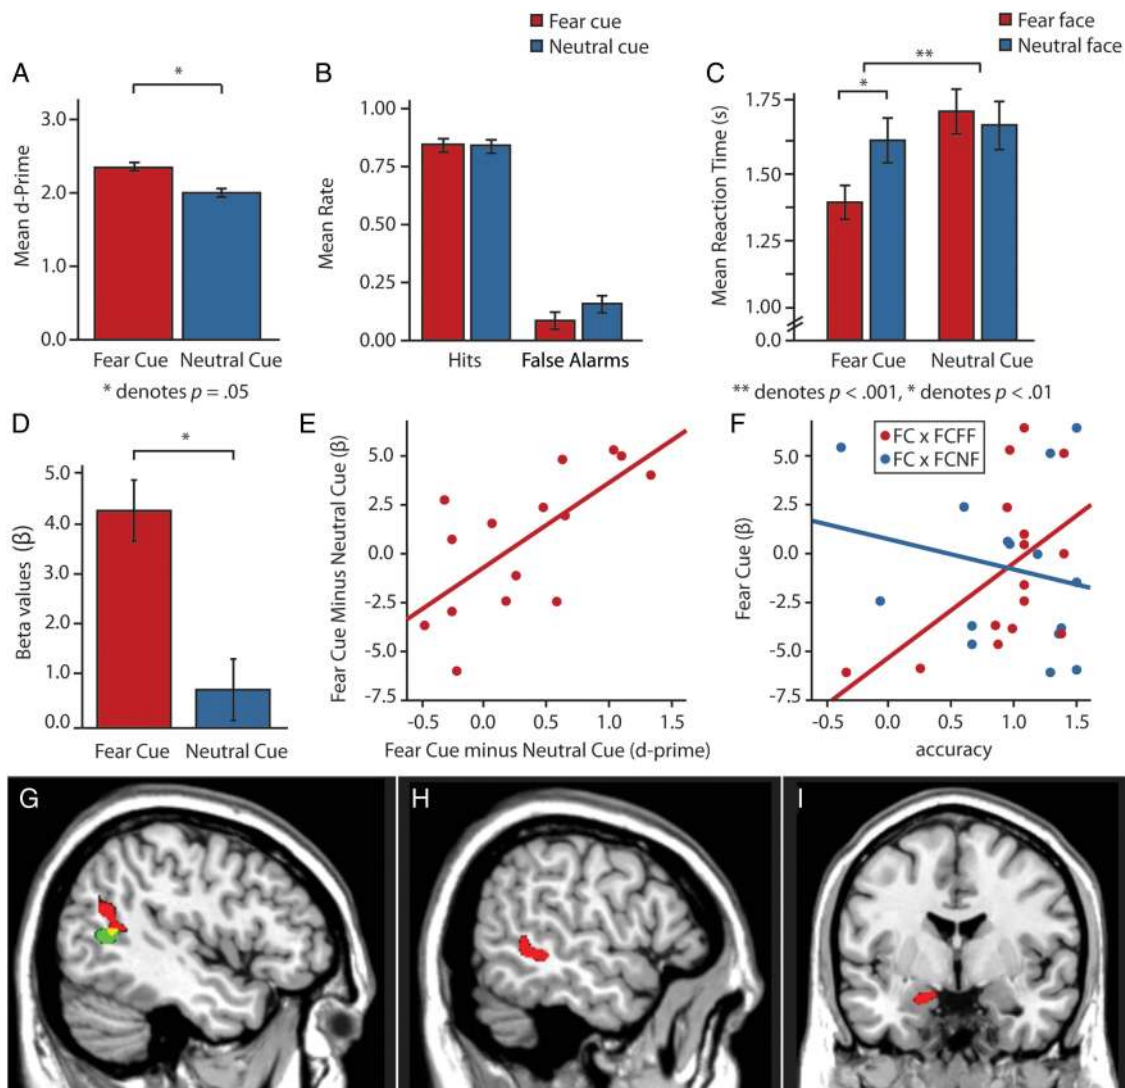 Fear cue
Neutral cue
Fear face
Neutral face
A
*
3.0
2.0
1.0
0.0
Mean d-Prime
Fear Cue Neutral Cue
* denotes p = .05
B
1.00
0.75
0.50
0.25
0.00
Mean Rate
Hits False Alarms
C
**
*
1.75
1.50
1.25
1.00
0.0
Mean Reaction Time (s)
Fear Cue Neutral Cue
** denotes p < .001, * denotes p < .01
D
*
5.0
4.0
3.0
2.0
1.0
0.0
Beta values (β)
Fear Cue Neutral Cue
E
5.0
2.5
0.0
-2.5
-5.0
-7.5
Fear Cue Minus Neutral Cue (β)
-0.5 0.0 0.5 1.0 1.5
Fear Cue minus Neutral Cue (d-prime)
F
FC x FCFF
FC x FCNF
5.0
2.5
0.0
-2.5
-5.0
-7.5
Fear Cue (β)
-0.5 0.0 0.5 1.0 1.5
accuracy
G
H
I